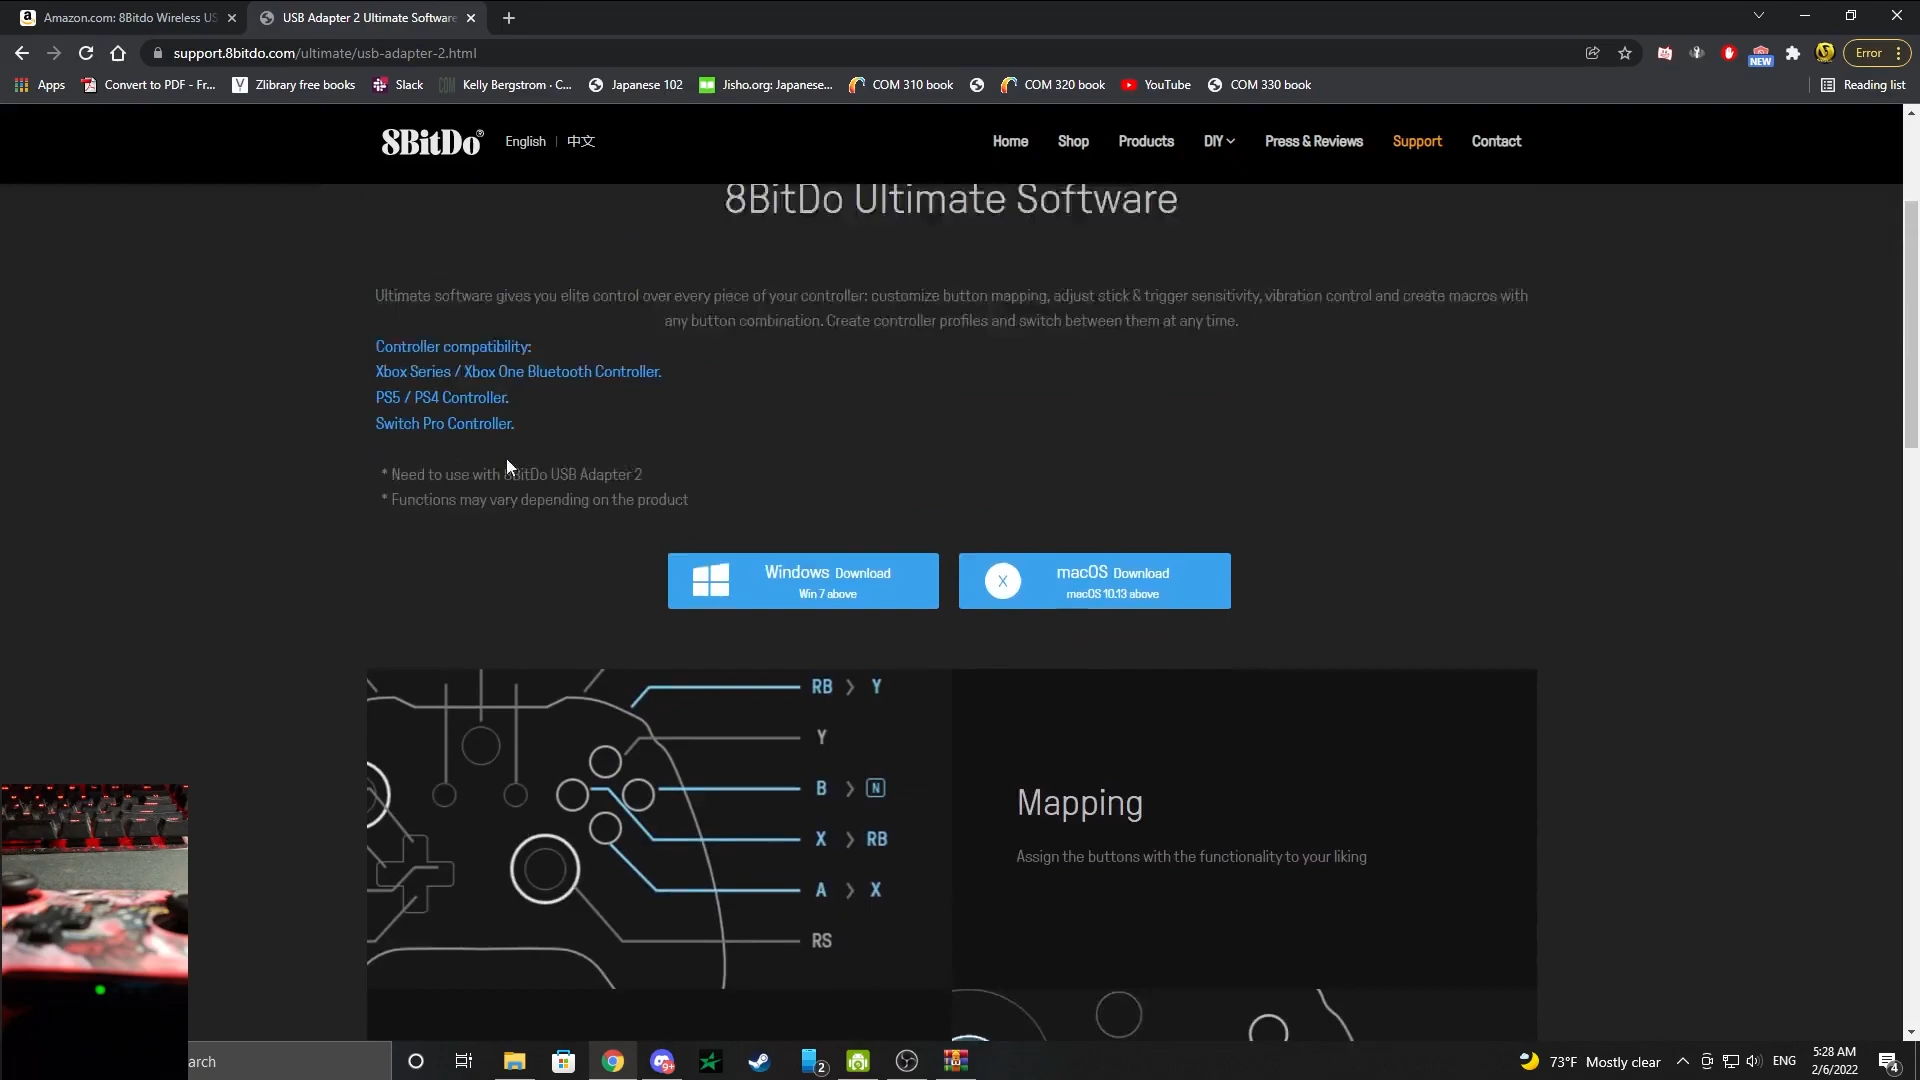 Amazon.com: 8Bitdo Wireless US
USB Adapter 2 Ultimate Software
support.8bitdo.com/ultimate/usb-adapter-2.html
NEW
Error
Apps
Convert to PDF - Fr...
Zlibrary free books
Slack
Kelly Bergstrom · C...
Japanese 102
Jisho.org: Japanese...
COM 310 book
COM 320 book
YouTube
COM 330 book
Reading list
8BitDo®
English | 中文
Home
Shop
Products
DIY
Press & Reviews
Support
Contact
8BitDo Ultimate Software
Ultimate software gives you elite control over every piece of your controller: customize button mapping, adjust stick & trigger sensitivity, vibration control and create macros with
any button combination. Create controller profiles and switch between them at any time.
Controller compatibility:
Xbox Series / Xbox One Bluetooth Controller.
PS5 / PS4 Controller.
Switch Pro Controller.
* Need to use with 8BitDo USB Adapter 2
* Functions may vary depending on the product
Windows Download
Win 7 above
X
macOS Download
macOS 10.13 above
RB > Y
Y
B > N
X > RB
A > X
RS
Mapping
Assign the buttons with the functionality to your liking
arch
9+
2
73°F Mostly clear
ENG
5:28 AM
2/6/2022
4